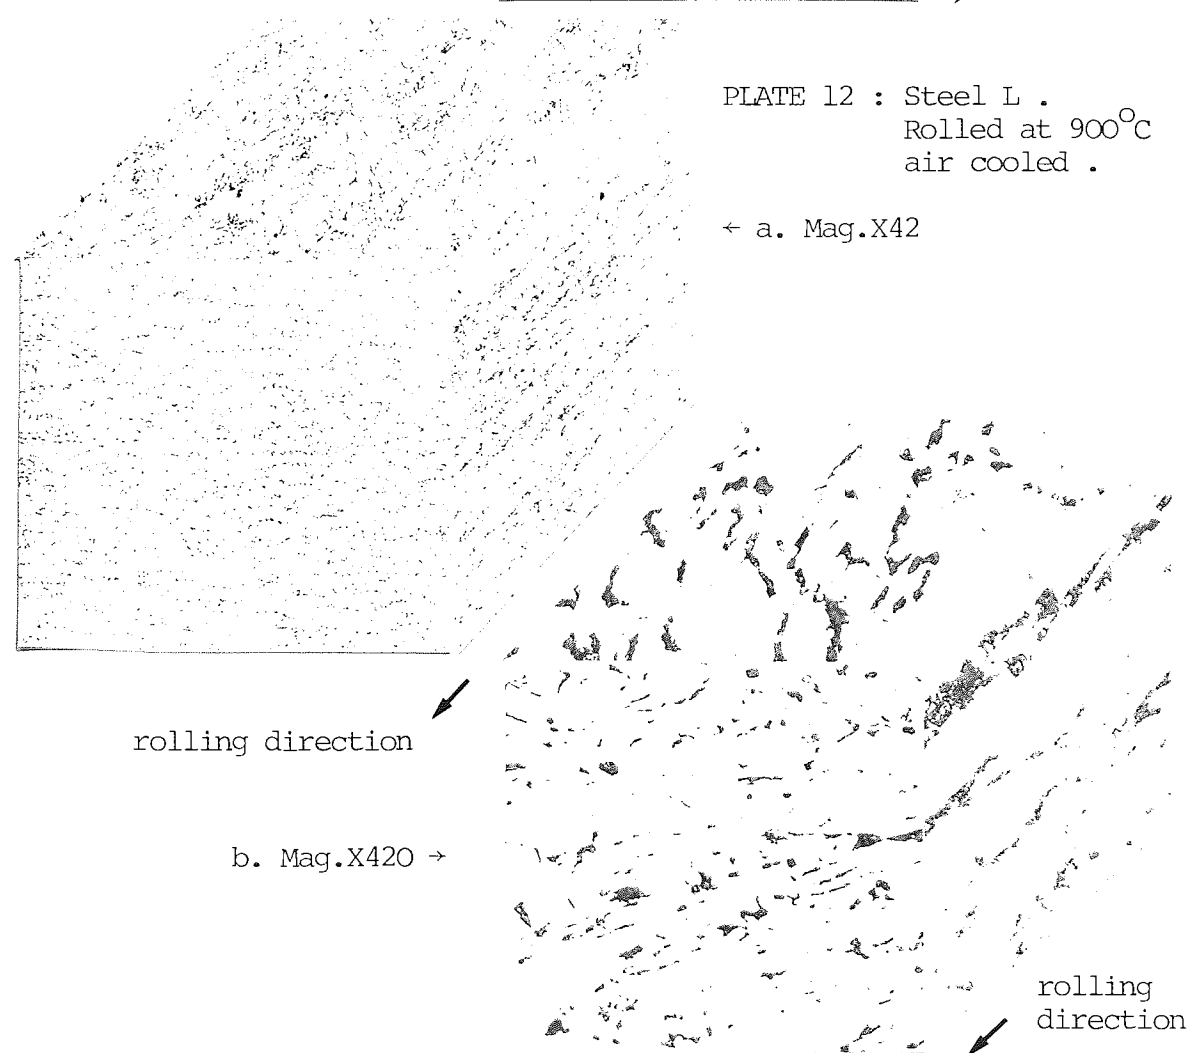 PLATE 12 : Steel L .
Rolled at 900°C
air cooled .
← a. Mag.X42
rolling direction
b. Mag.X420 →
rolling
direction